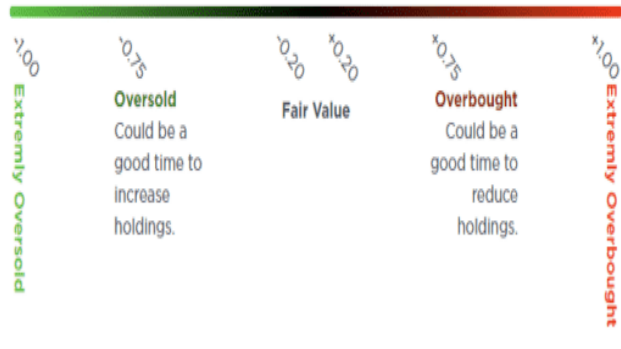 -1.00
-0.75
-0.20
+0.20
+0.75
+1.00
Extremly Oversold
Oversold
Could be a
good time to
increase
holdings.
Fair Value
Overbought
Could be a
good time to
reduce
holdings.
Extremly Overbought